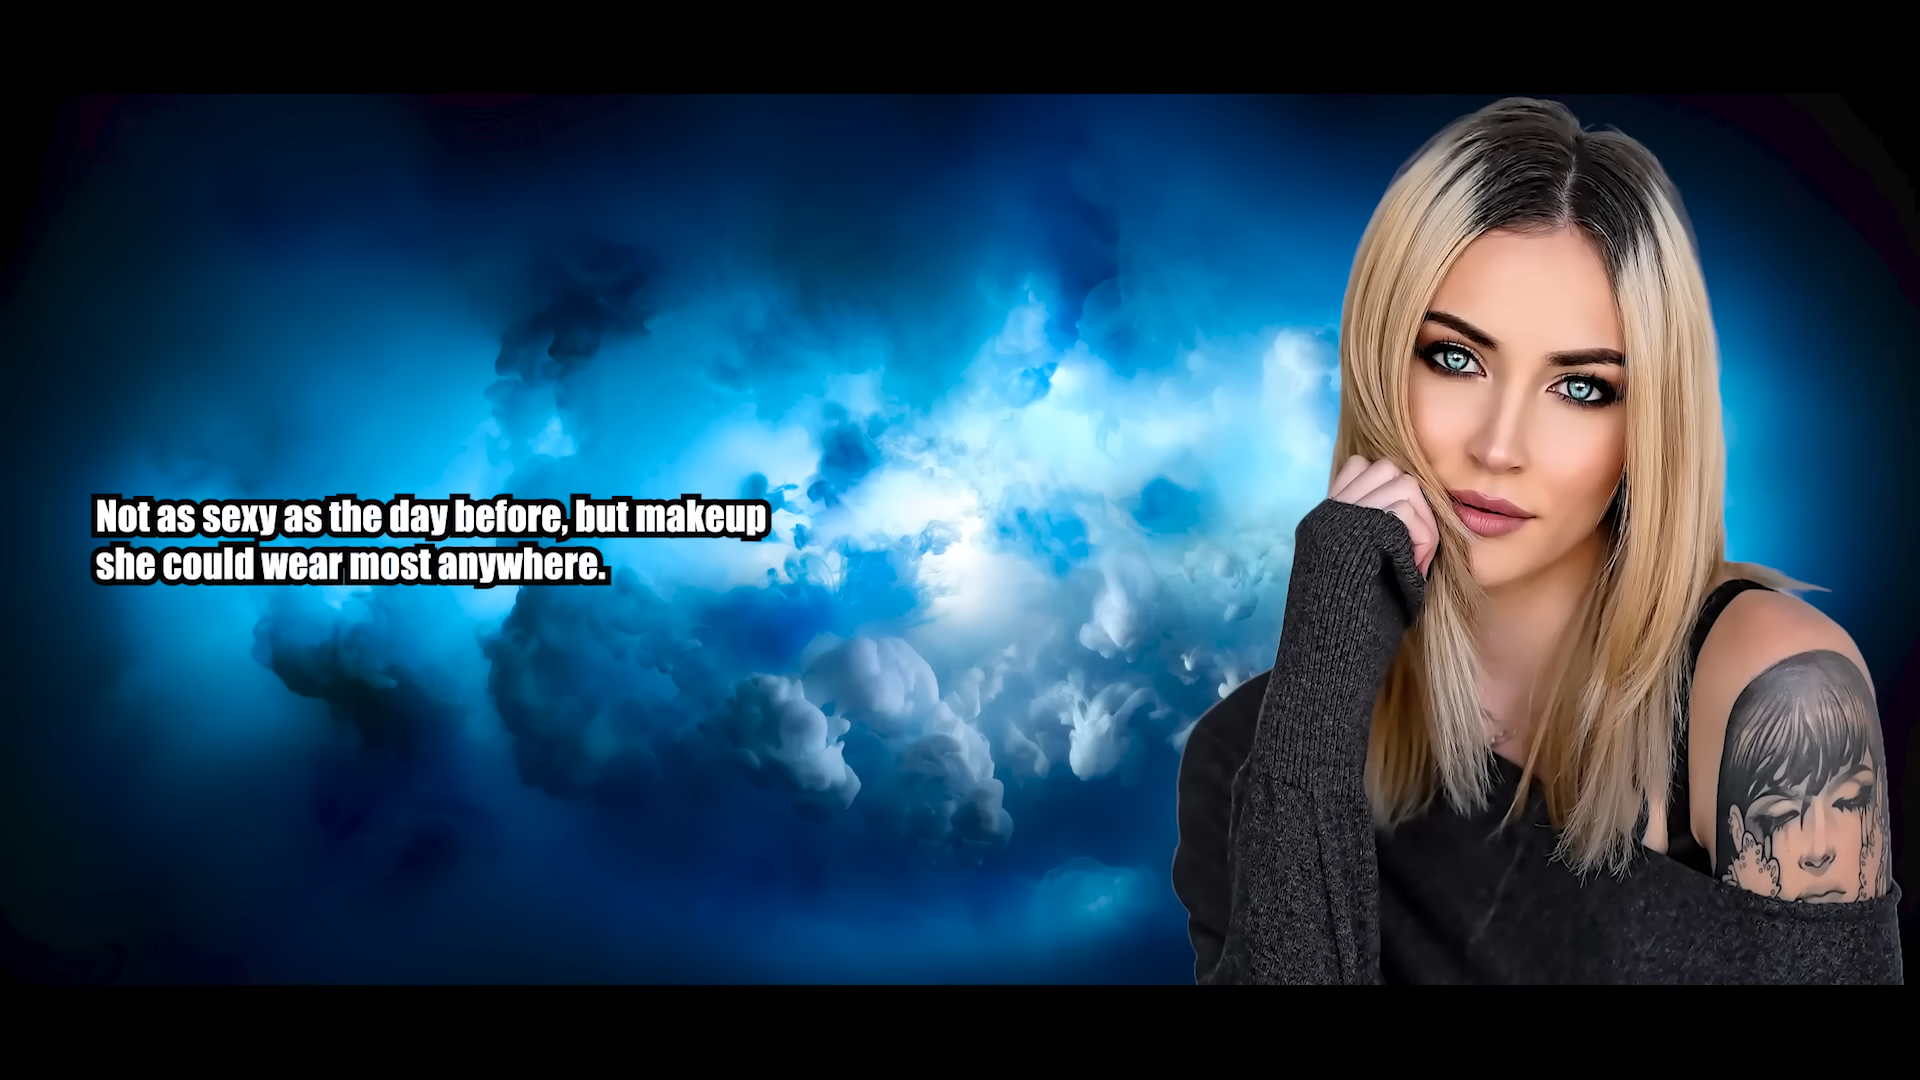 Not as sexy as the day before, but makeup
she could wear most anywhere.